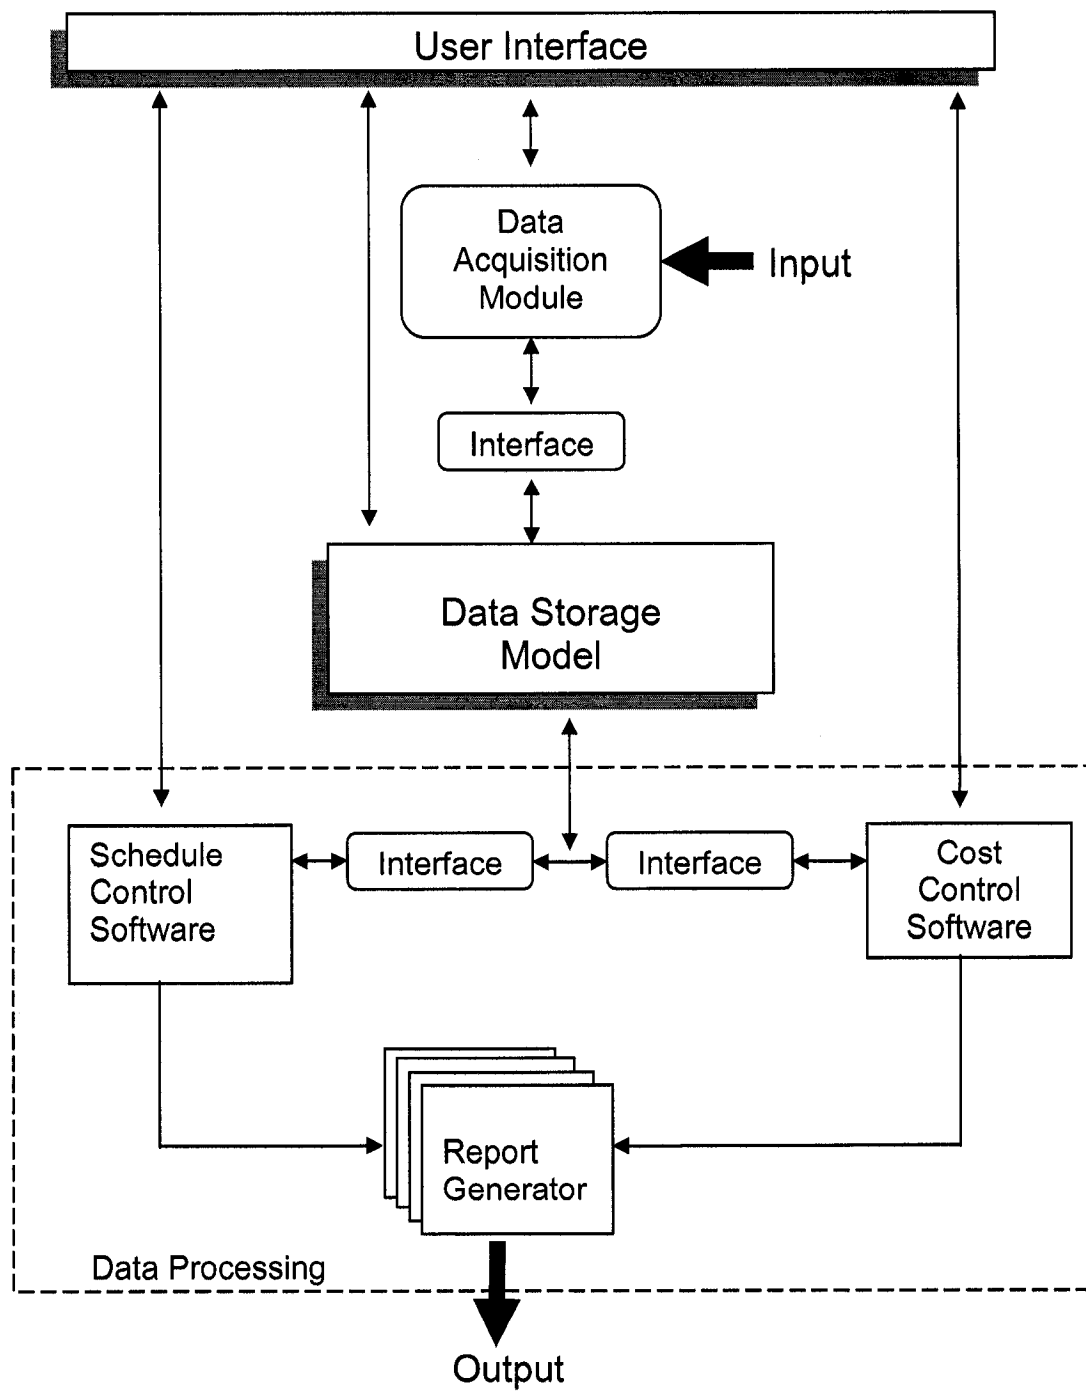 User Interface
Data
Acquisition
Module
Input
Interface
Data Storage
Model
Schedule
Control
Software
Interface
Interface
Cost
Control
Software
Report
Generator
Data Processing
Output